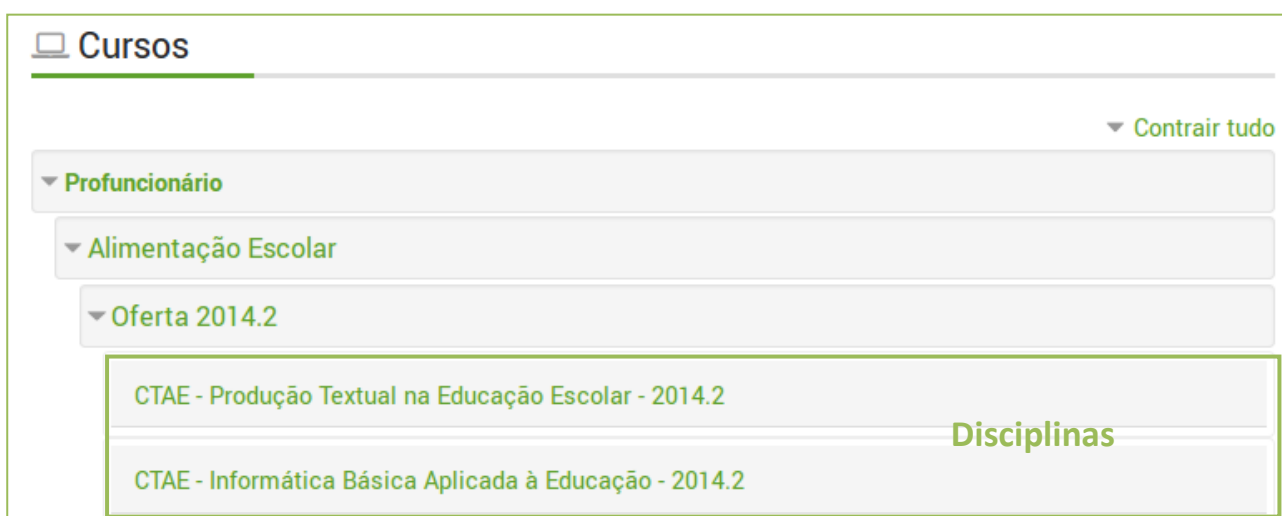 Cursos
Contrair tudo
Profuncionário
Alimentação Escolar
Oferta 2014.2
CTAE - Produção Textual na Educação Escolar - 2014.2
Disciplinas
CTAE - Informática Básica Aplicada à Educação - 2014.2